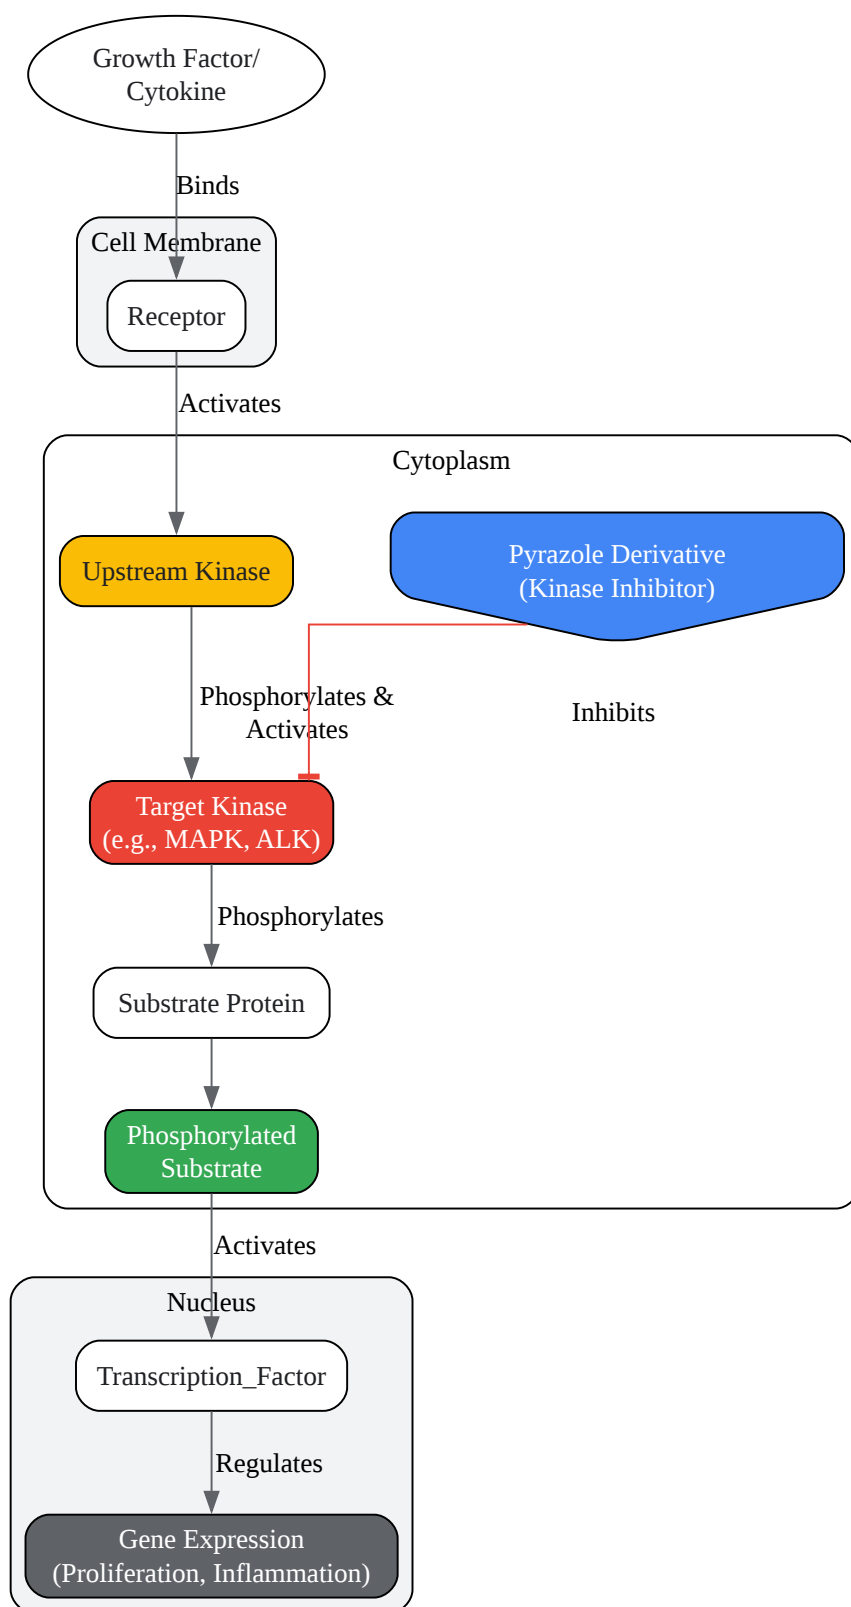 Growth Factor/
Cytokine
Binds
Cell Membrane
Receptor
Activates
Cytoplasm
Upstream Kinase
Pyrazole Derivative
(Kinase Inhibitor)
Phosphorylates &
Activates
Inhibits
Target Kinase
(e.g., MAPK, ALK)
Phosphorylates
Substrate Protein
Phosphorylated
Substrate
Activates
Nucleus
Transcription_Factor
Regulates
Gene Expression
(Proliferation, Inflammation)